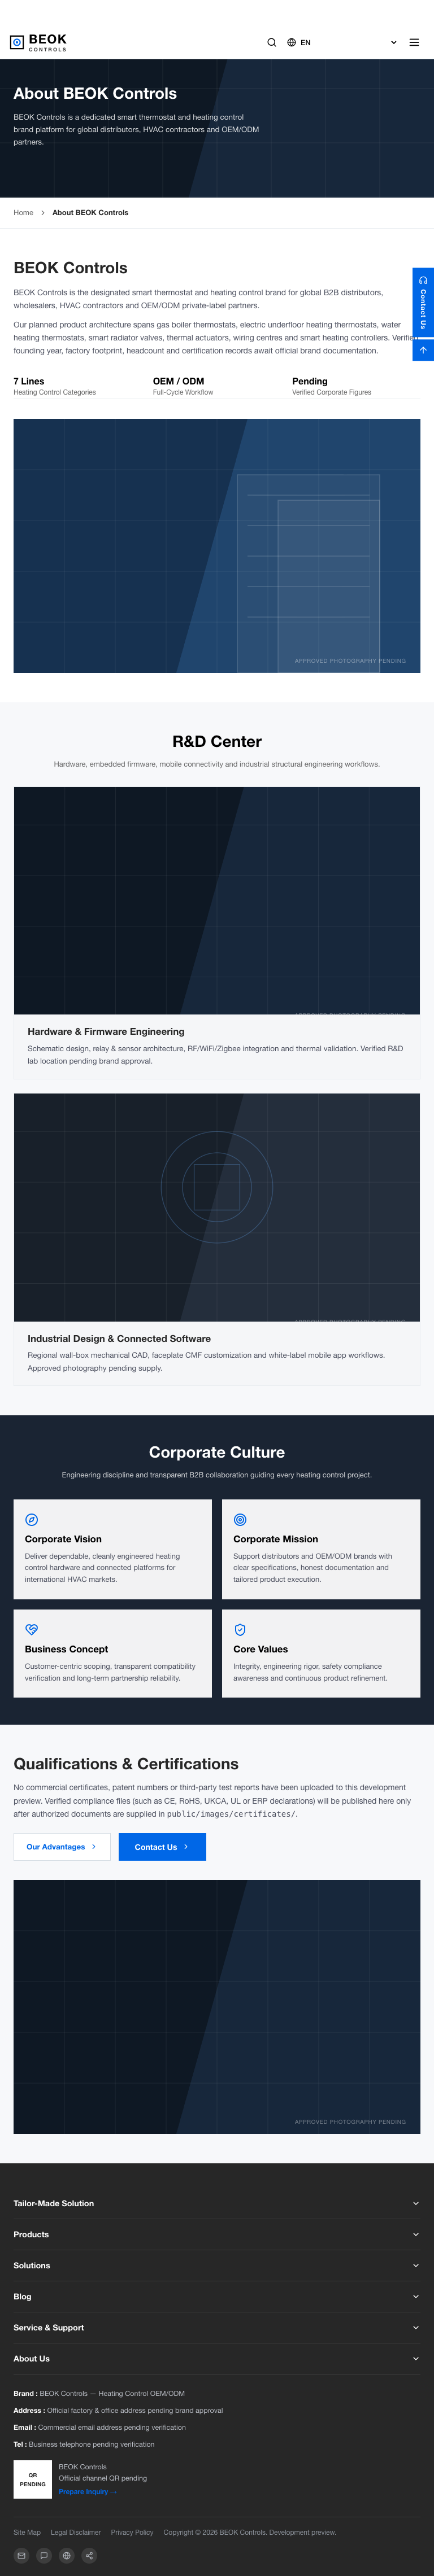 BEOK
CONTROLS
EN
About BEOK Controls
BEOK Controls is a dedicated smart thermostat and heating control
brand platform for global distributors, HVAC contractors and OEM/ODM
partners.
Home > About BEOK Controls
Contact Us
BEOK Controls
BEOK Controls is the designated smart thermostat and heating control brand for global B2B distributors,
wholesalers, HVAC contractors and OEM/ODM private-label partners.
Our planned product architecture spans gas boiler thermostats, electric underfloor heating thermostats, water
heating thermostats, smart radiator valves, thermal actuators, wiring centres and smart heating controllers. Verified
founding year, factory footprint, headcount and certification records await official brand documentation.
7 Lines
Heating Control Categories
OEM / ODM
Full-Cycle Workflow
Pending
Verified Corporate Figures
APPROVED PHOTOGRAPHY PENDING
R&D Center
Hardware, embedded firmware, mobile connectivity and industrial structural engineering workflows.
APPROVED PHOTOGRAPHY PENDING
Hardware & Firmware Engineering
Schematic design, relay & sensor architecture, RF/WiFi/Zigbee integration and thermal validation. Verified R&D
lab location pending brand approval.
APPROVED PHOTOGRAPHY PENDING
Industrial Design & Connected Software
Regional wall-box mechanical CAD, faceplate CMF customization and white-label mobile app workflows.
Approved photography pending supply.
Corporate Culture
Engineering discipline and transparent B2B collaboration guiding every heating control project.
Corporate Vision
Deliver dependable, cleanly engineered heating
control hardware and connected platforms for
international HVAC markets.
Corporate Mission
Support distributors and OEM/ODM brands with
clear specifications, honest documentation and
tailored product execution.
Business Concept
Customer-centric scoping, transparent compatibility
verification and long-term partnership reliability.
Core Values
Integrity, engineering rigor, safety compliance
awareness and continuous product refinement.
Qualifications & Certifications
No commercial certificates, patent numbers or third-party test reports have been uploaded to this development
preview. Verified compliance files (such as CE, RoHS, UKCA, UL or ERP declarations) will be published here only
after authorized documents are supplied in public/images/certificates/.
Our Advantages >
Contact Us >
APPROVED PHOTOGRAPHY PENDING
Tailor-Made Solution
Products
Solutions
Blog
Service & Support
About Us
Brand : BEOK Controls — Heating Control OEM/ODM
Address : Official factory & office address pending brand approval
Email : Commercial email address pending verification
Tel : Business telephone pending verification
QR
PENDING
BEOK Controls
Official channel QR pending
Prepare Inquiry →
Site Map Legal Disclaimer Privacy Policy Copyright © 2026 BEOK Controls. Development preview.